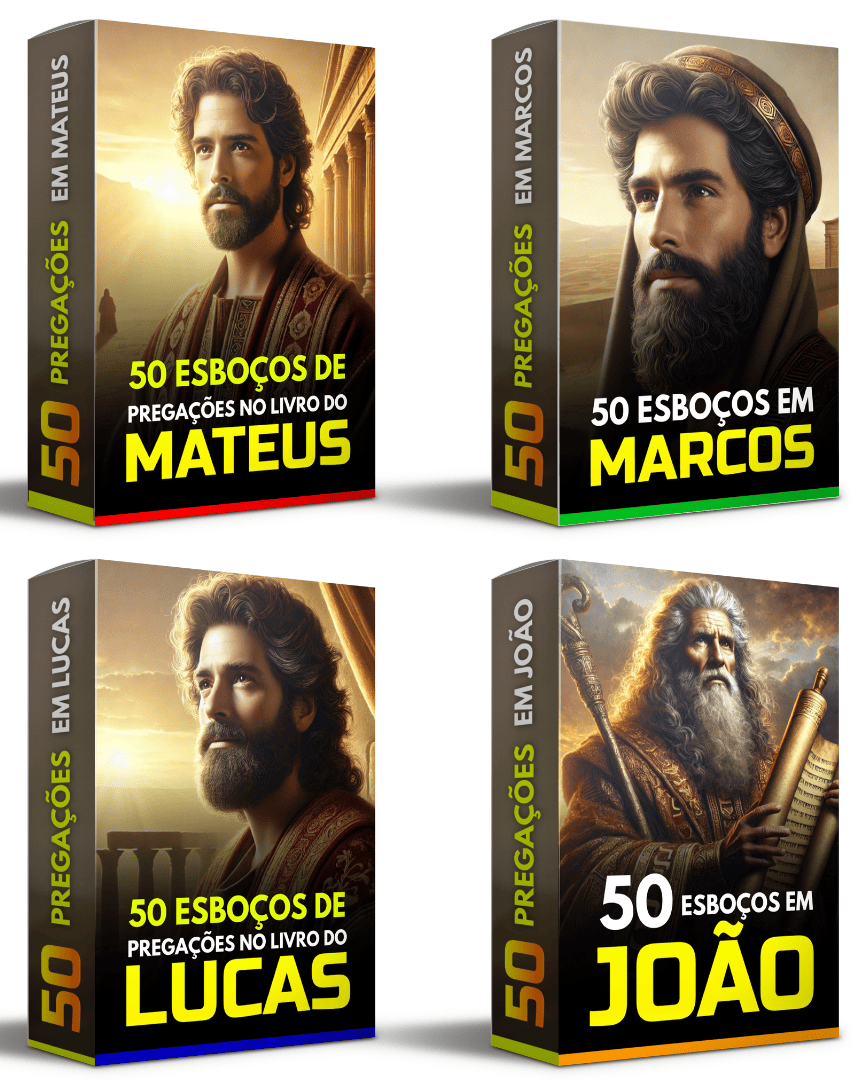 50 PREGAÇÕES EM MATEUS
50 ESBOÇOS DE
PREGAÇÕES NO LIVRO DO
MATEUS
50 PREGAÇÕES EM MARCOS
50 ESBOÇOS EM
MARCOS
50 PREGAÇÕES EM LUCAS
50 ESBOÇOS DE
PREGAÇÕES NO LIVRO DO
LUCAS
50 PREGAÇÕES EM JOÃO
50 ESBOÇOS EM
JOÃO